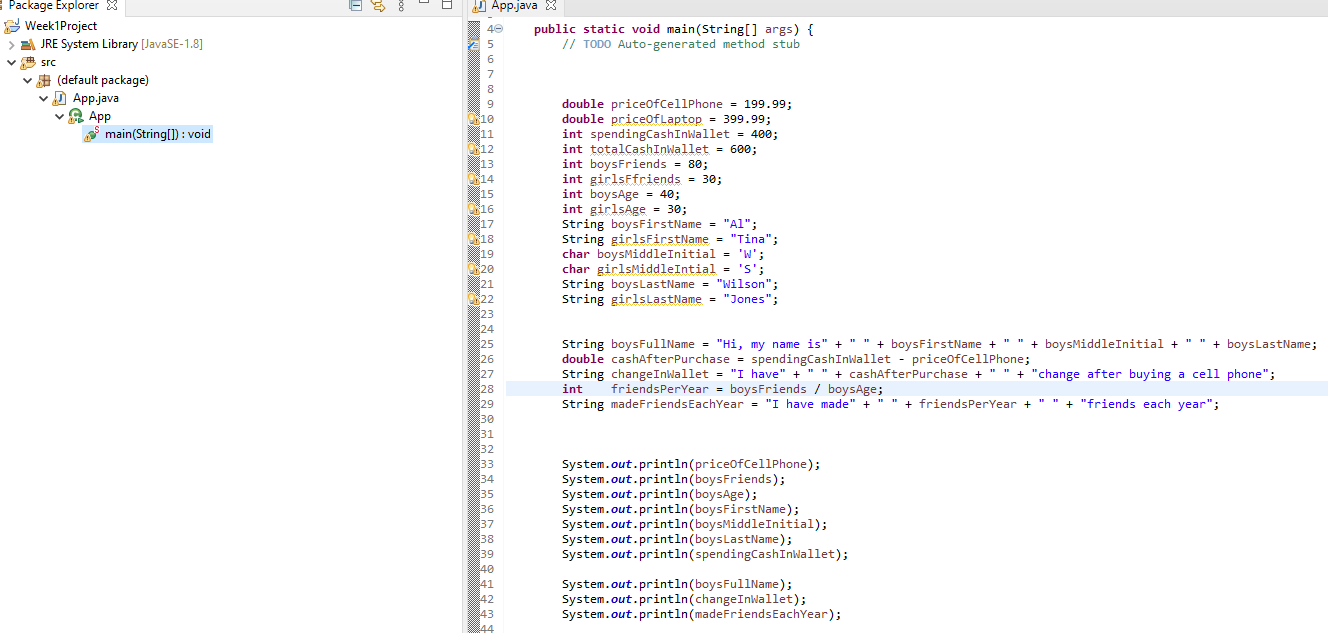 Package Explorer
Week1Project
JRE System Library [JavaSE-1.8]
src
(default package)
App.java
App
main(String[]) : void
App.java
4 public static void main(String[] args) {
5 // TODO Auto-generated method stub
6
7
8
9 double priceOfCellPhone = 199.99;
10 double priceOfLaptop = 399.99;
11 int spendingCashInWallet = 400;
12 int totalCashInWallet = 600;
13 int boysFriends = 80;
14 int girlsFfriends = 30;
15 int boysAge = 40;
16 int girlsAge = 30;
17 String boysFirstName = "Al";
18 String girlsFirstName = "Tina";
19 char boysMiddleInitial = 'W';
20 char girlsMiddleIntial = 'S';
21 String boysLastName = "Wilson";
22 String girlsLastName = "Jones";
23
24
25 String boysFullName = "Hi, my name is" + " " + boysFirstName + " " + boysMiddleInitial + " " + boysLastName;
26 double cashAfterPurchase = spendingCashInWallet - priceOfCellPhone;
27 String changeInWallet = "I have" + " " + cashAfterPurchase + " " + "change after buying a cell phone";
28 int friendsPerYear = boysFriends / boysAge;
29 String madeFriendsEachYear = "I have made" + " " + friendsPerYear + " " + "friends each year";
30
31
32
33 System.out.println(priceOfCellPhone);
34 System.out.println(boysFriends);
35 System.out.println(boysAge);
36 System.out.println(boysFirstName);
37 System.out.println(boysMiddleInitial);
38 System.out.println(boysLastName);
39 System.out.println(spendingCashInWallet);
40
41 System.out.println(boysFullName);
42 System.out.println(changeInWallet);
43 System.out.println(madeFriendsEachYear);
44